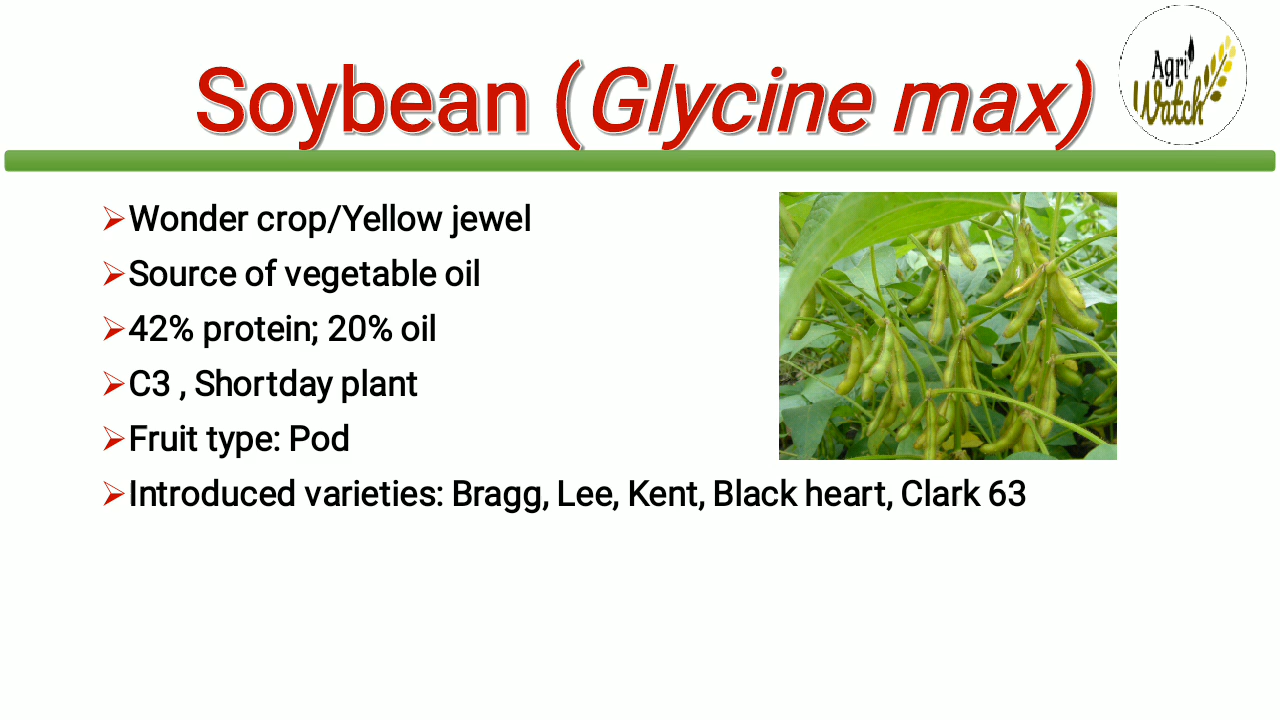 Soybean (Glycine max)
Agri
Watch
➢Wonder crop/Yellow jewel
➢Source of vegetable oil
➢42% protein; 20% oil
➢C3 , Shortday plant
➢Fruit type: Pod
➢Introduced varieties: Bragg, Lee, Kent, Black heart, Clark 63